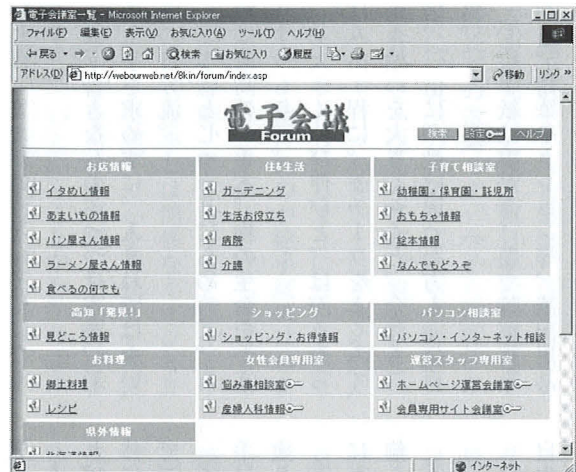 電子会議室一覧 - Microsoft Internet Explorer
ファイル(F) 編集(E) 表示(V) お気に入り(A) ツール(T) ヘルプ(H)
戻る 検索 お気に入り 履歴
アドレス(D) http://webourweb.net/8kin/forum/index.asp 移動 リンク »
電子会議
Forum
検索 設定 ヘルプ
お店情報 住&生活 子育て相談室
イタめし情報 ガーデニング 幼稚園・保育園・託児所
あまいもの情報 生活お役立ち おもちゃ情報
パン屋さん情報 病院 絵本情報
ラーメン屋さん情報 介護 なんでもどうぞ
食べるの何でも
高知「発見!」 ショッピング パソコン相談室
見どころ情報 ショッピング・お得情報 パソコン・インターネット相談
お料理 女性会員専用室 運営スタッフ専用室
郷土料理 悩み事相談室 ホームページ運営会議室
レシピ 産婦人科情報 会員専用サイト会議室
県外情報
インターネット